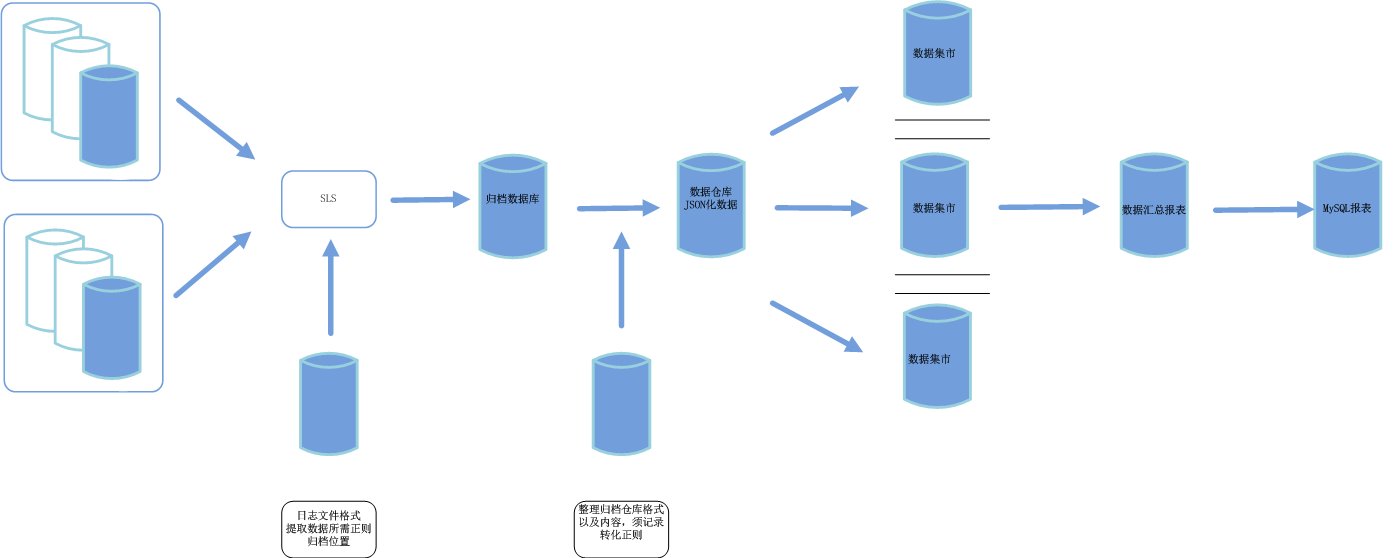 数据集市
SLS
归档数据库
数据仓库
JSON化数据
数据集市
数据汇总报表
MySQL报表
数据集市
日志文件格式
提取数据所需正则
归档位置
整理归档仓库格式
以及内容，须记录
转化正则